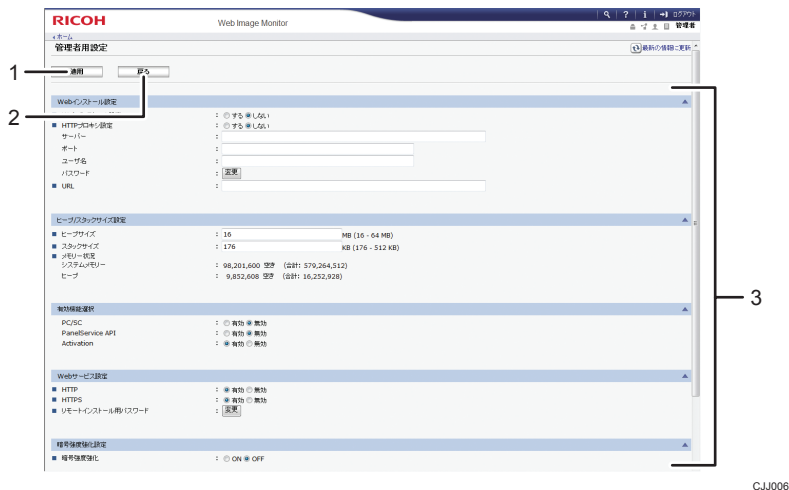 RICOH
Web Image Monitor
? i ログアウト
管理者
ホーム
管理者用設定
最新の情報に更新
1
適用 戻る
2
3
Webインストール設定
: する しない
HTTPプロキシ設定 : する しない
サーバー :
ポート :
ユーザ名 :
パスワード : 変更
URL :
ヒープ/スタックサイズ設定
ヒープサイズ : 16 MB (16 - 64 MB)
スタックサイズ : 176 KB (176 - 512 KB)
メモリー状況
システムメモリー : 98,201,600 空き (合計: 579,264,512)
ヒープ : 9,852,608 空き (合計: 16,252,928)
有効機能選択
PC/SC : 有効 無効
PanelService API : 有効 無効
Activation : 有効 無効
Webサービス設定
HTTP : 有効 無効
HTTPS : 有効 無効
リモートインストール用パスワード : 変更
暗号強度強化設定
暗号強度強化 : ON OFF
CJJ006